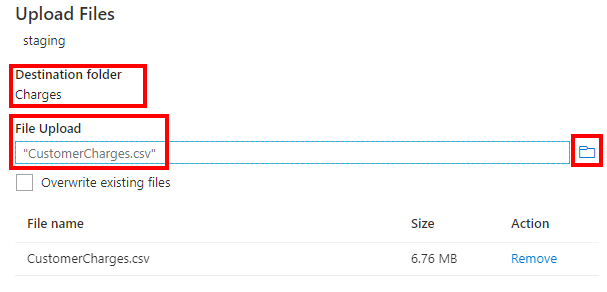 Upload Files
staging
Destination folder
Charges
File Upload
"CustomerCharges.csv"
Overwrite existing files
File name Size Action
CustomerCharges.csv 6.76 MB Remove